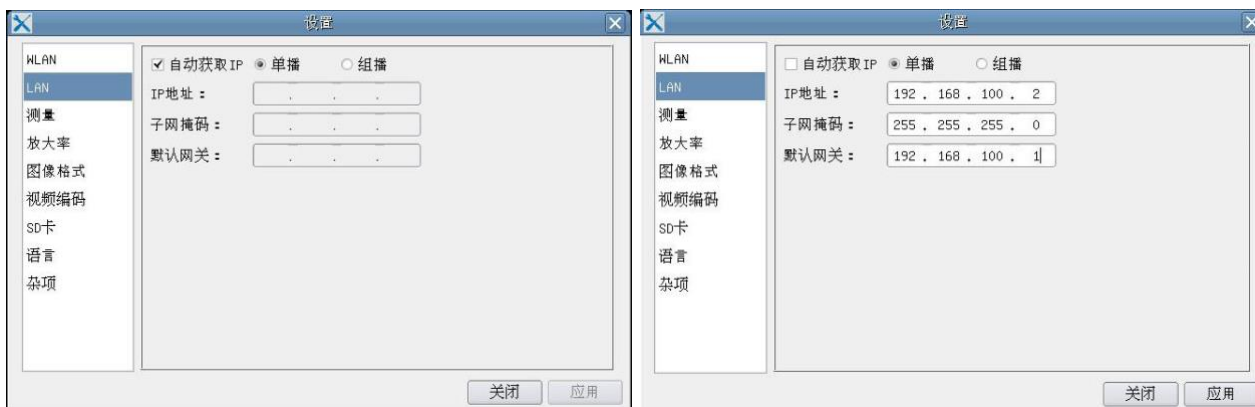 设置
WLAN
LAN
测量
放大率
图像格式
视频编码
SD卡
语言
杂项
自动获取IP 单播 组播
IP地址：
子网掩码：
默认网关：
关闭 应用
设置
WLAN
LAN
测量
放大率
图像格式
视频编码
SD卡
语言
杂项
自动获取IP 单播 组播
IP地址： 192 . 168 . 100 . 2
子网掩码： 255 . 255 . 255 . 0
默认网关： 192 . 168 . 100 . 1
关闭 应用